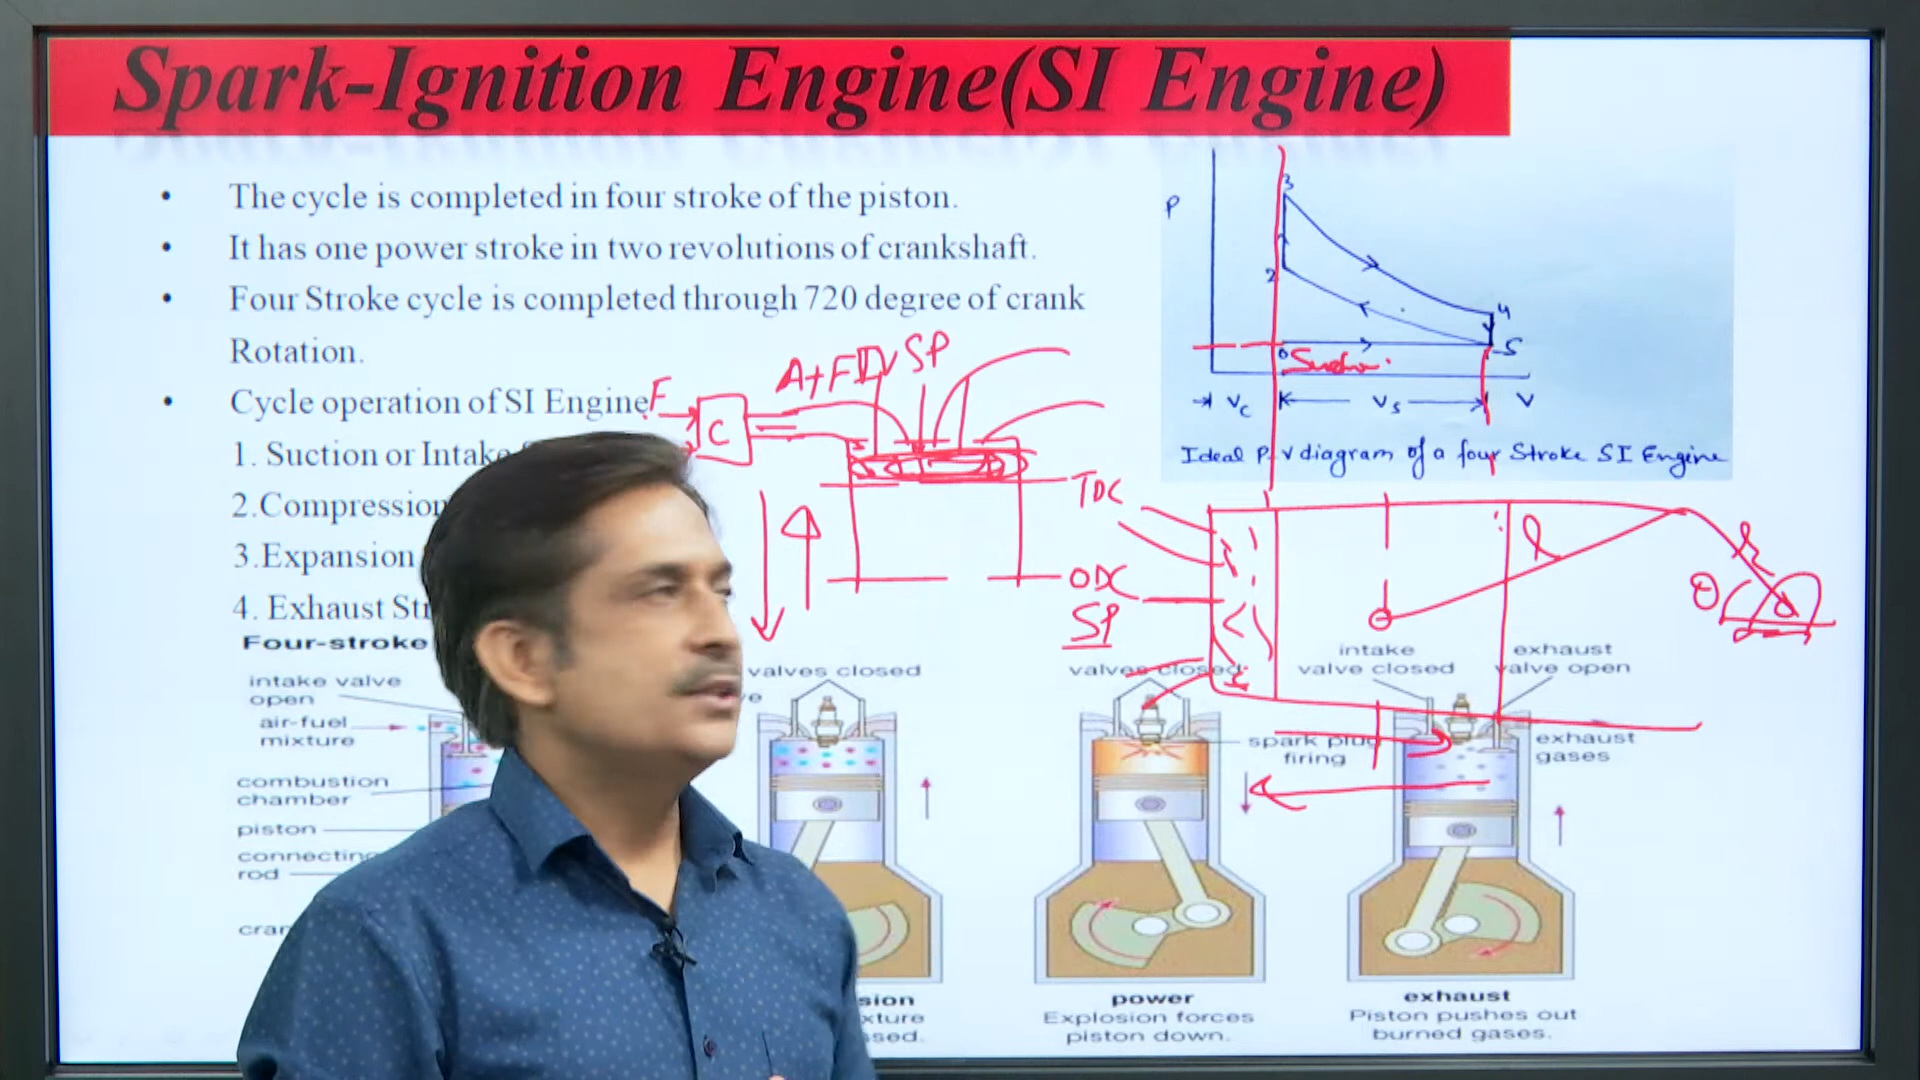 Spark-Ignition Engine(SI Engine)
• The cycle is completed in four stroke of the piston.
• It has one power stroke in two revolutions of crankshaft.
• Four Stroke cycle is completed through 720 degree of crank
Rotation.
• Cycle operation of SI Engine
1. Suction or Intake
2.Compression
3.Expansion
4. Exhaust
P
3
2
4
5
0
Suction
Vc
Vs
V
Ideal P-V diagram of a four Stroke SI Engine
A+F
IV
SP
F
C
TDC
ODC
SP
l
r
θ
Four-stroke
intake valve
open
air-fuel
mixture
combustion
chamber
piston
connecting
rod
valves closed
valves closed
spark plug
firing
power
Explosion forces
piston down.
intake
valve closed
exhaust
valve open
exhaust
gases
exhaust
Piston pushes out
burned gases.